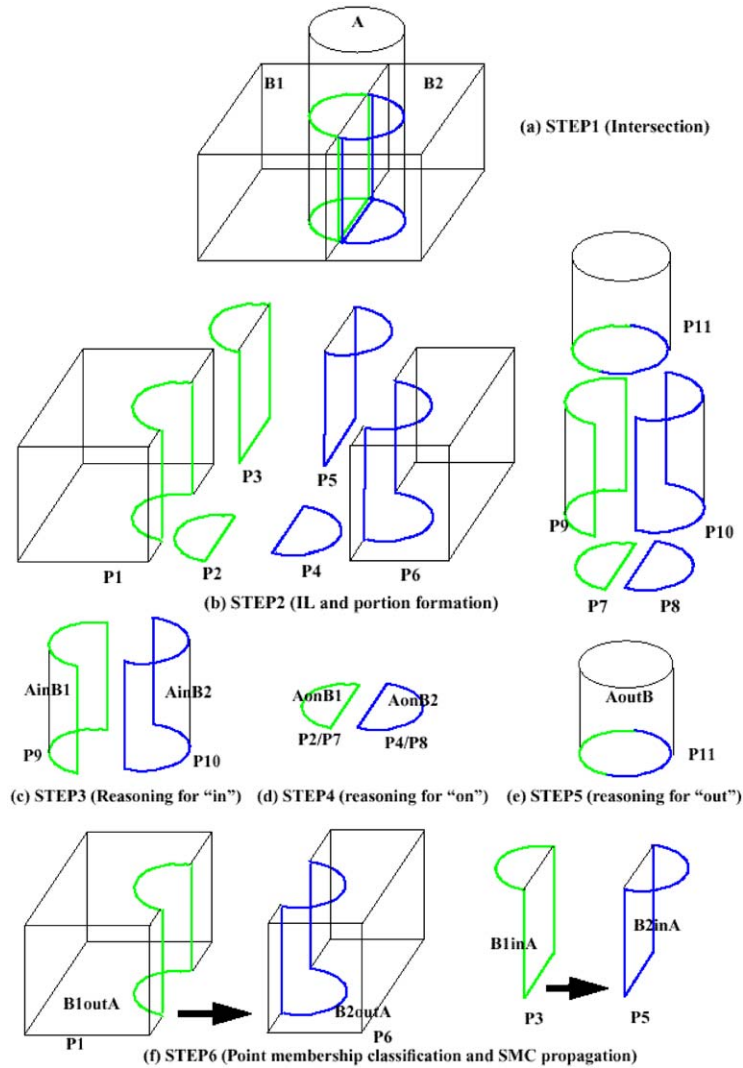 A
B1
B2
(a) STEP1 (Intersection)
P11
P3
P5
P9
P10
P1
P2
P4
P6
P7
P8
(b) STEP2 (IL and portion formation)
AinB1
AinB2
AonB1
AonB2
AoutB
P9
P10
P2/P7
P4/P8
P11
(c) STEP3 (Reasoning for “in”)
(d) STEP4 (reasoning for “on”)
(e) STEP5 (reasoning for “out”)
B1outA
B2outA
B1inA
B2inA
P1
P6
P3
P5
(f) STEP6 (Point membership classification and SMC propagation)